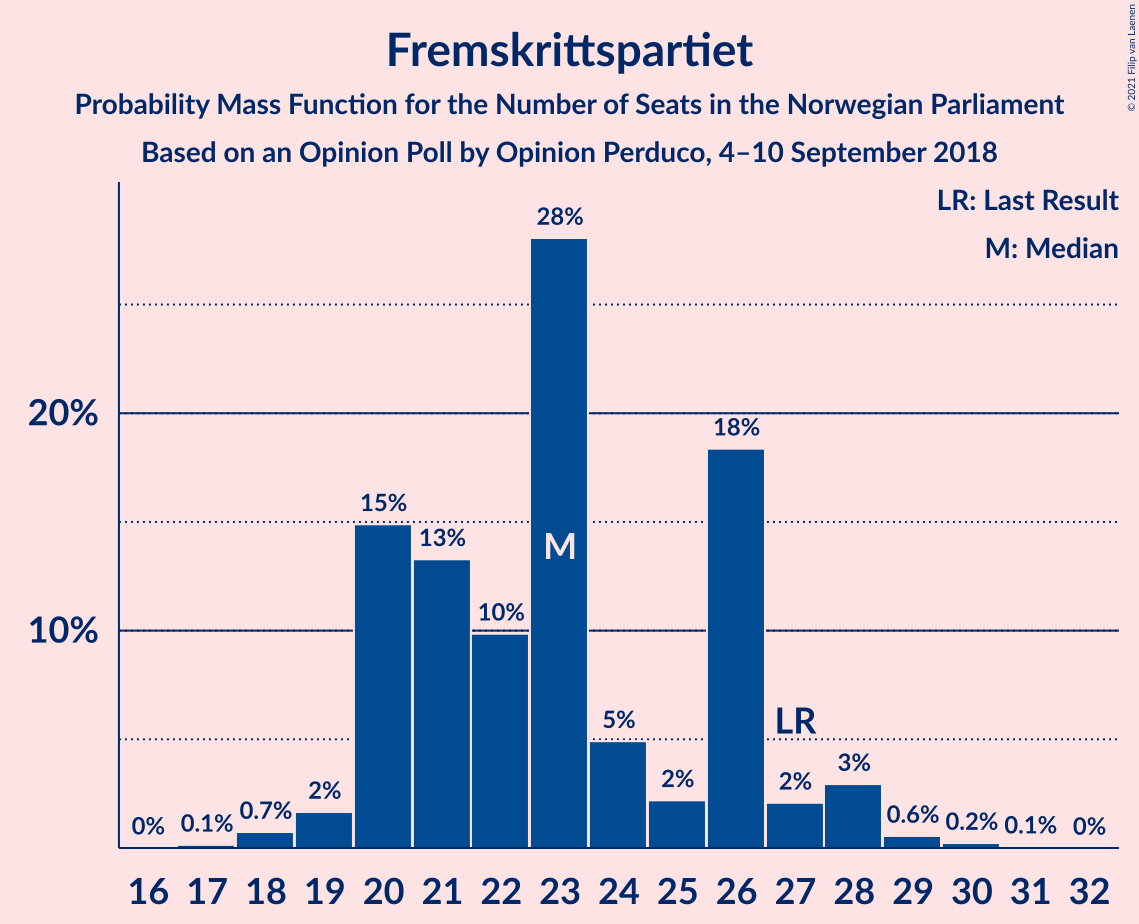 Fremskrittspartiet
Probability Mass Function for the Number of Seats in the Norwegian Parliament
Based on an Opinion Poll by Opinion Perduco, 4–10 September 2018
© 2021 Filip van Laenen
LR: Last Result
M: Median
28%
20%
18%
15%
13%
M
10%
10%
LR
5%
3%
2%
2%
2%
0.7%
0.6%
0.2%
0.1%
0.1%
0%
0%
16 17 18 19 20 21 22 23 24 25 26 27 28 29 30 31 32